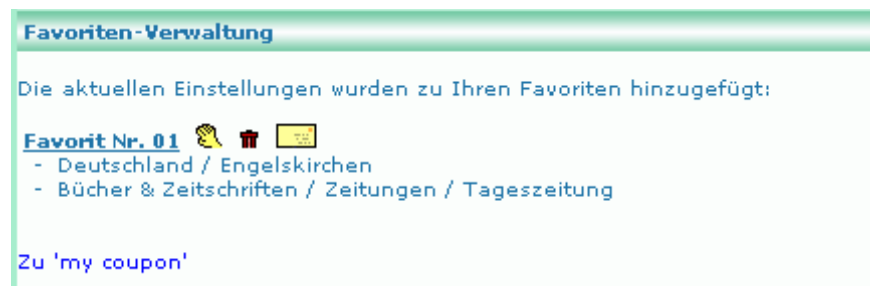 Favoriten-Verwaltung
Die aktuellen Einstellungen wurden zu Ihren Favoriten hinzugefügt:
Favorit Nr. 01
- Deutschland / Engelskirchen
- Bücher & Zeitschriften / Zeitungen / Tageszeitung
Zu 'my coupon'